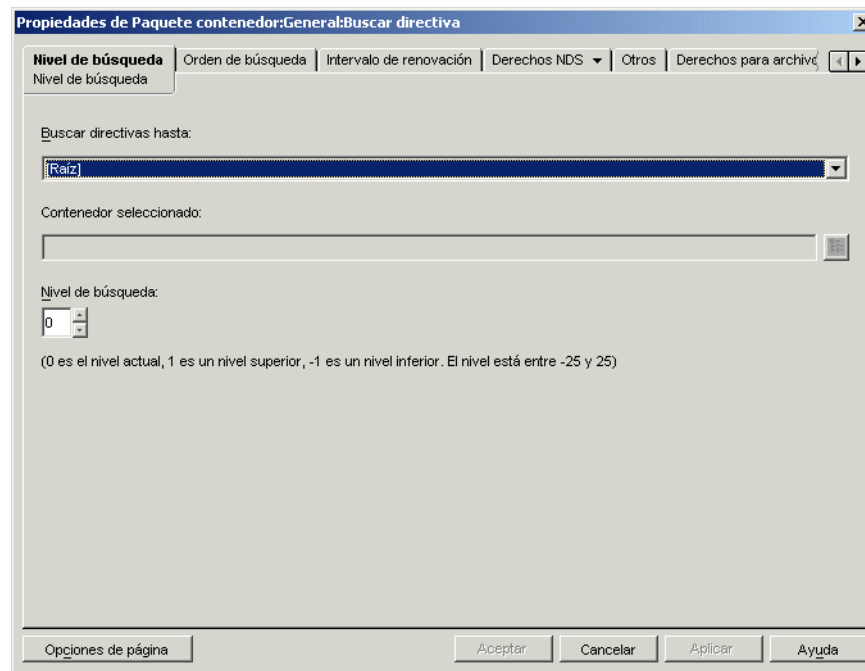 Propiedades de Paquete contenedor:General:Buscar directiva
Nivel de búsqueda Orden de búsqueda Intervalo de renovación Derechos NDS Otros Derechos para archivo
Nivel de búsqueda
Buscar directivas hasta:
[Raíz]
Contenedor seleccionado:
Nivel de búsqueda:
0
(0 es el nivel actual, 1 es un nivel superior, -1 es un nivel inferior. El nivel está entre -25 y 25)
Opciones de página Aceptar Cancelar Aplicar Ayuda